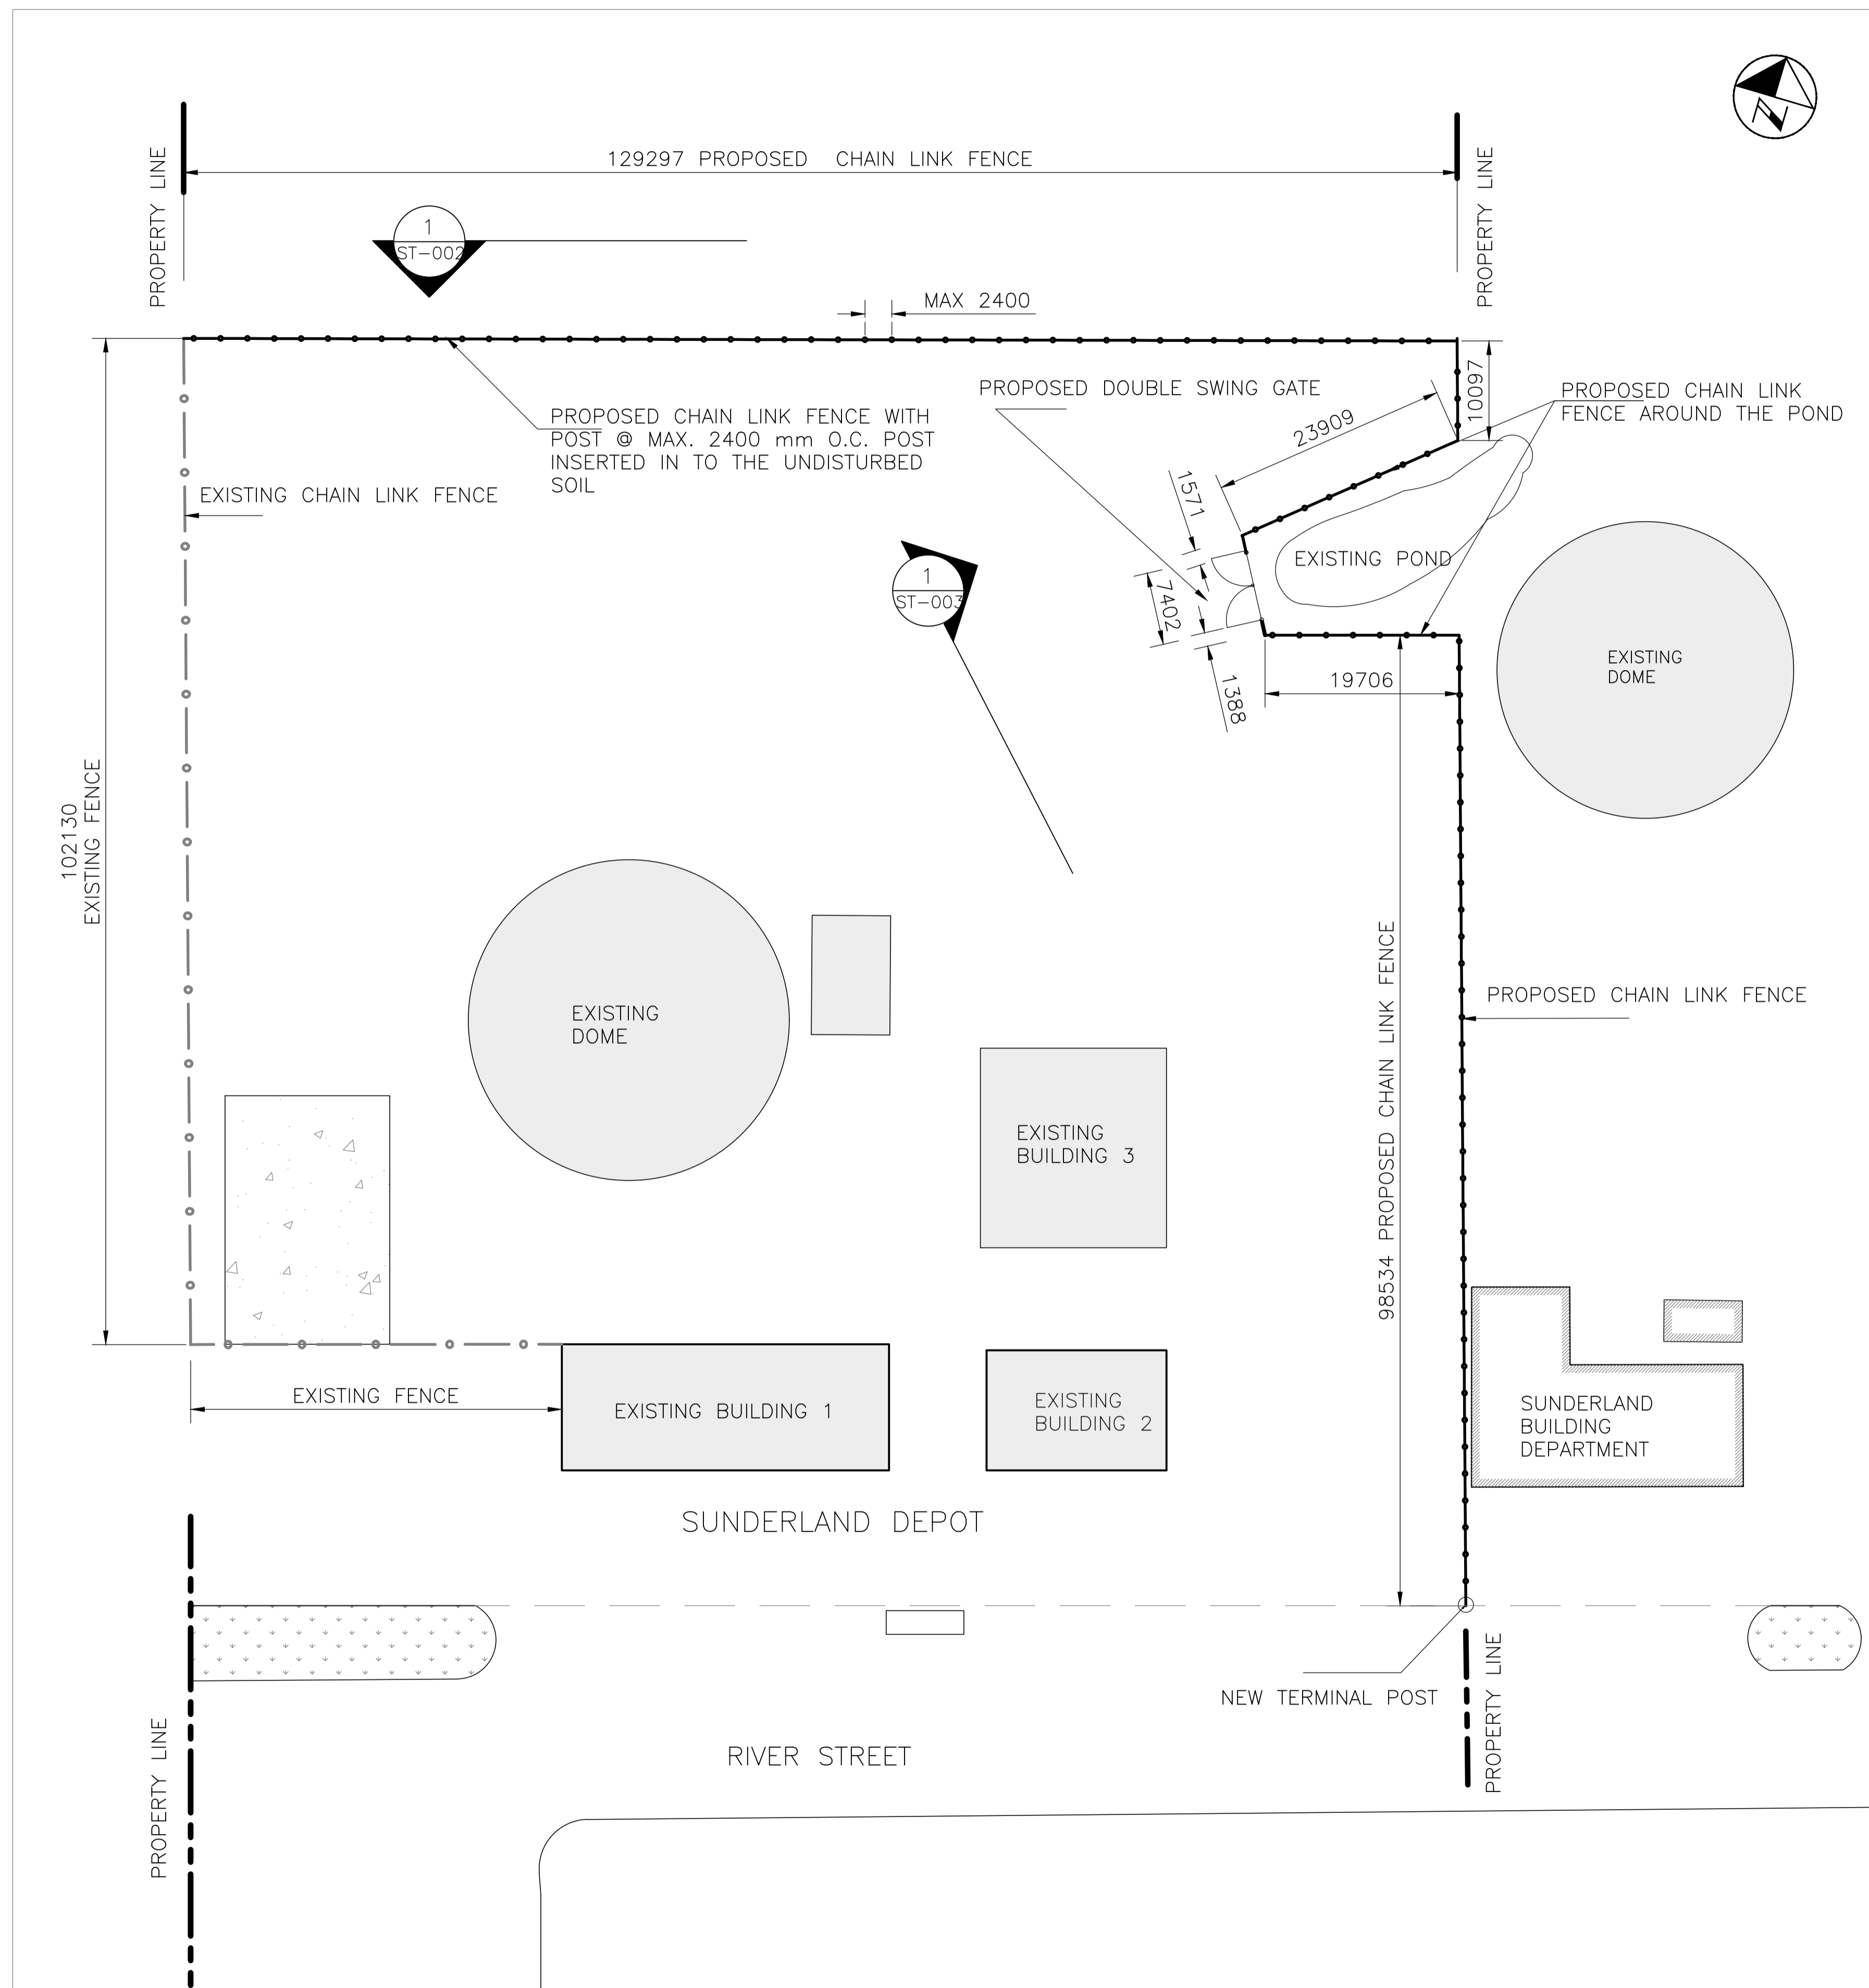 N
129297 PROPOSED CHAIN LINK FENCE
PROPERTY LINE
PROPERTY LINE
1
ST-002
MAX 2400
PROPOSED DOUBLE SWING GATE
10097
PROPOSED CHAIN LINK
FENCE AROUND THE POND
23909
PROPOSED CHAIN LINK FENCE WITH
POST @ MAX. 2400 mm O.C. POST
INSERTED IN TO THE UNDISTURBED
SOIL
EXISTING CHAIN LINK FENCE
1571
EXISTING POND
1
ST-003
7402
1388
19706
EXISTING
DOME
102130
EXISTING FENCE
98534 PROPOSED CHAIN LINK FENCE
PROPOSED CHAIN LINK FENCE
EXISTING
DOME
EXISTING
BUILDING 3
EXISTING FENCE
EXISTING BUILDING 1
EXISTING
BUILDING 2
SUNDERLAND
BUILDING
DEPARTMENT
SUNDERLAND DEPOT
NEW TERMINAL POST
PROPERTY LINE
PROPERTY LINE
RIVER STREET